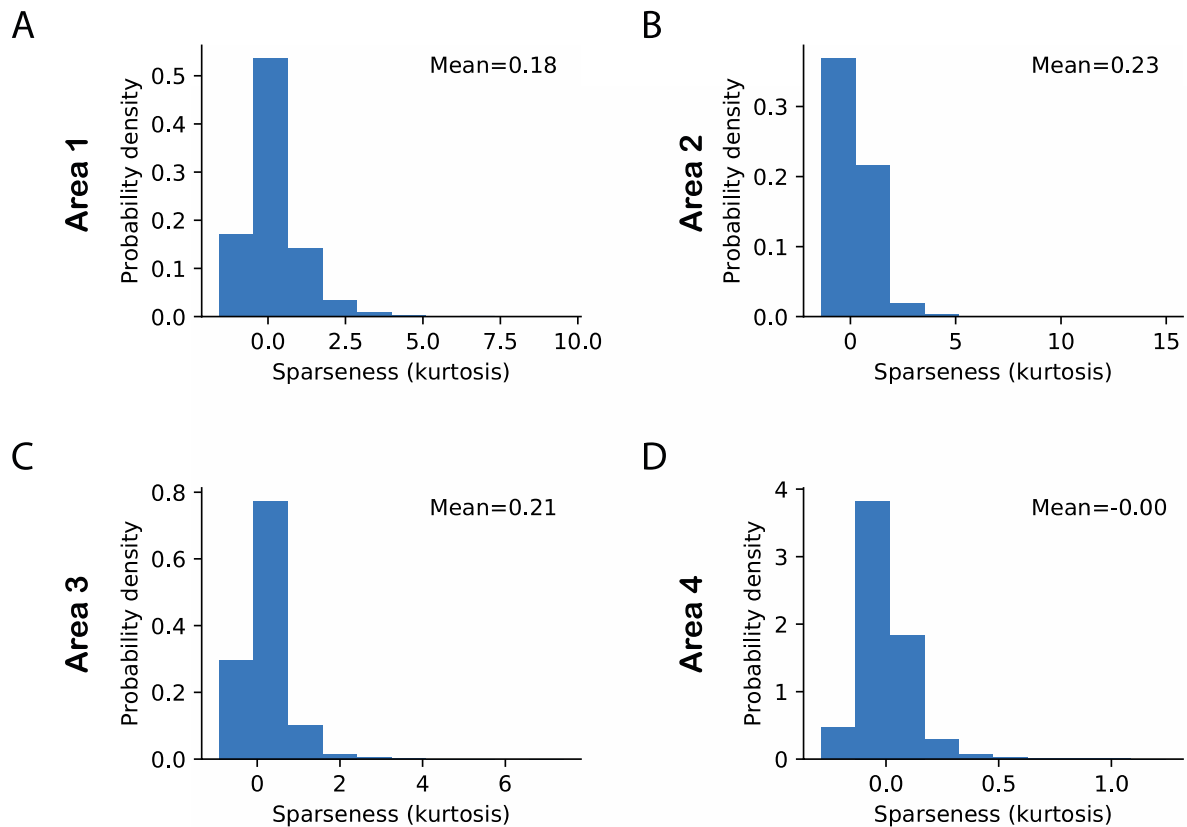 A
Area 1
Probability density
0.5
0.4
0.3
0.2
0.1
0.0
Mean=0.18
0.0
2.5
5.0
7.5
10.0
Sparseness (kurtosis)
B
Area 2
Probability density
0.3
0.2
0.1
0.0
Mean=0.23
0
5
10
15
Sparseness (kurtosis)
C
Area 3
Probability density
0.8
0.6
0.4
0.2
0.0
Mean=0.21
0
2
4
6
Sparseness (kurtosis)
D
Area 4
Probability density
4
3
2
1
0
Mean=-0.00
0.0
0.5
1.0
Sparseness (kurtosis)